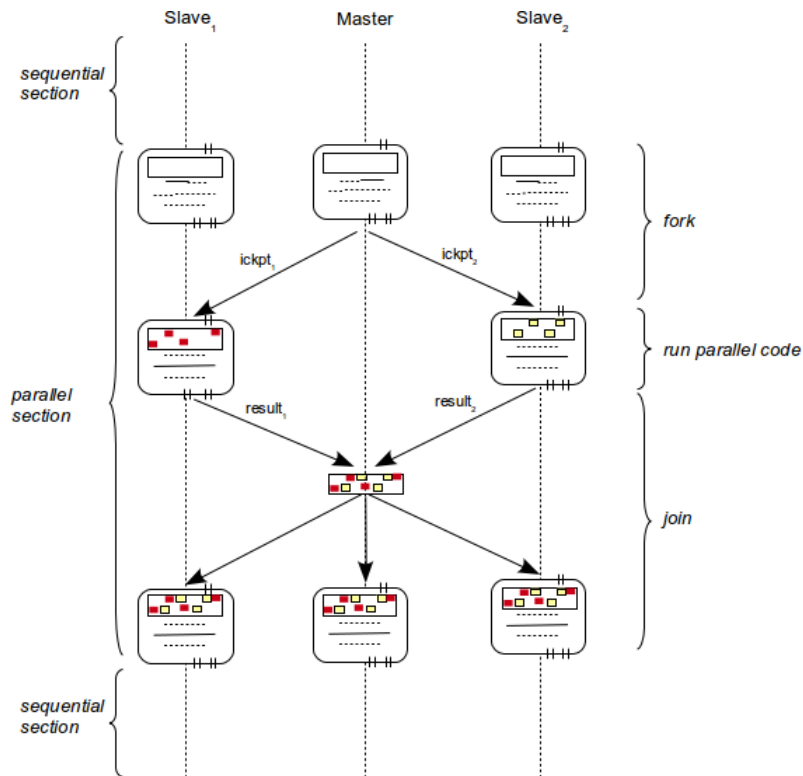 Slave₁ Master Slave₂
sequential
section
fork
ickpt₁ ickpt₂
run parallel code
parallel
section
result₁ result₂
join
sequential
section